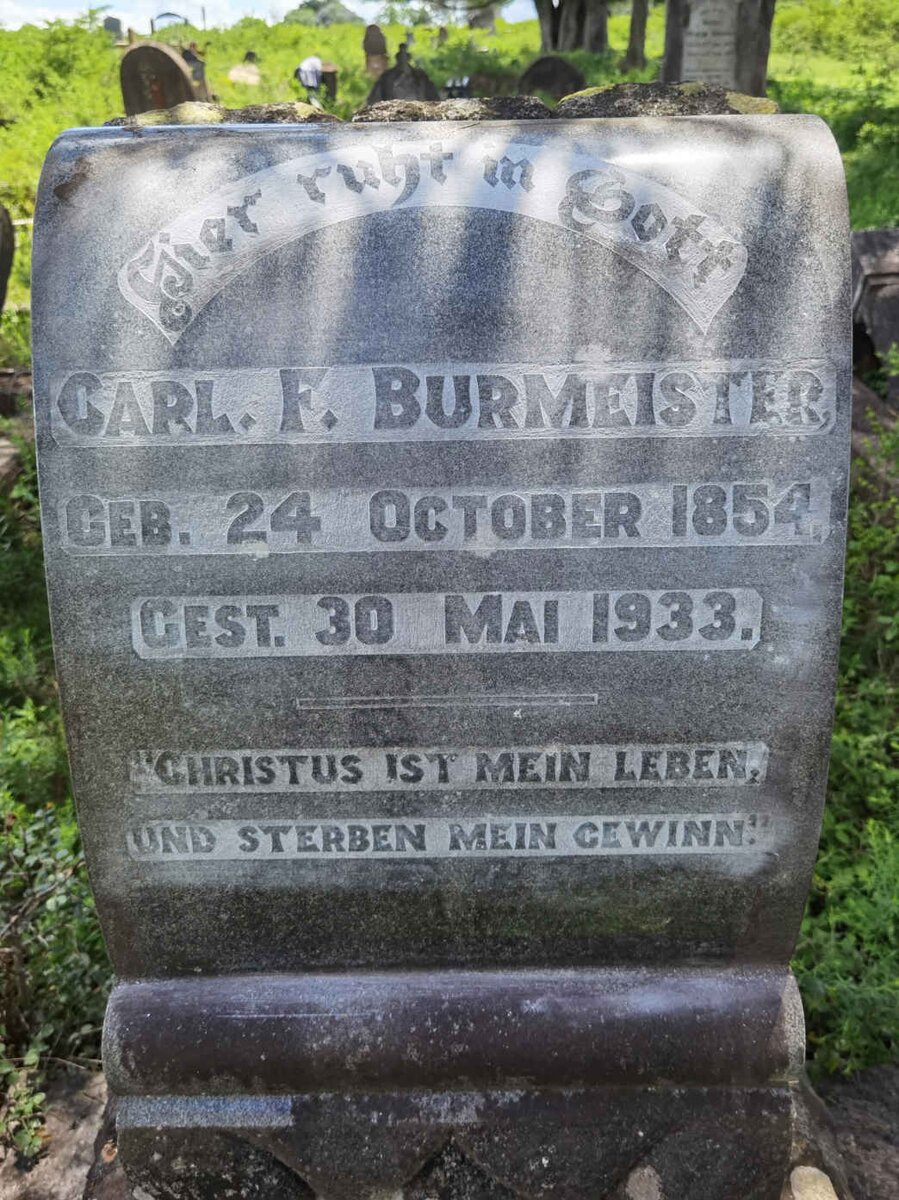 Hier ruht in Gott
CARL. F. BURMEISTER,
GEB. 24 OCTOBER 1854,
GEST. 30 MAI 1933.
"CHRISTUS IST MEIN LEBEN,
UND STERBEN MEIN GEWINN."